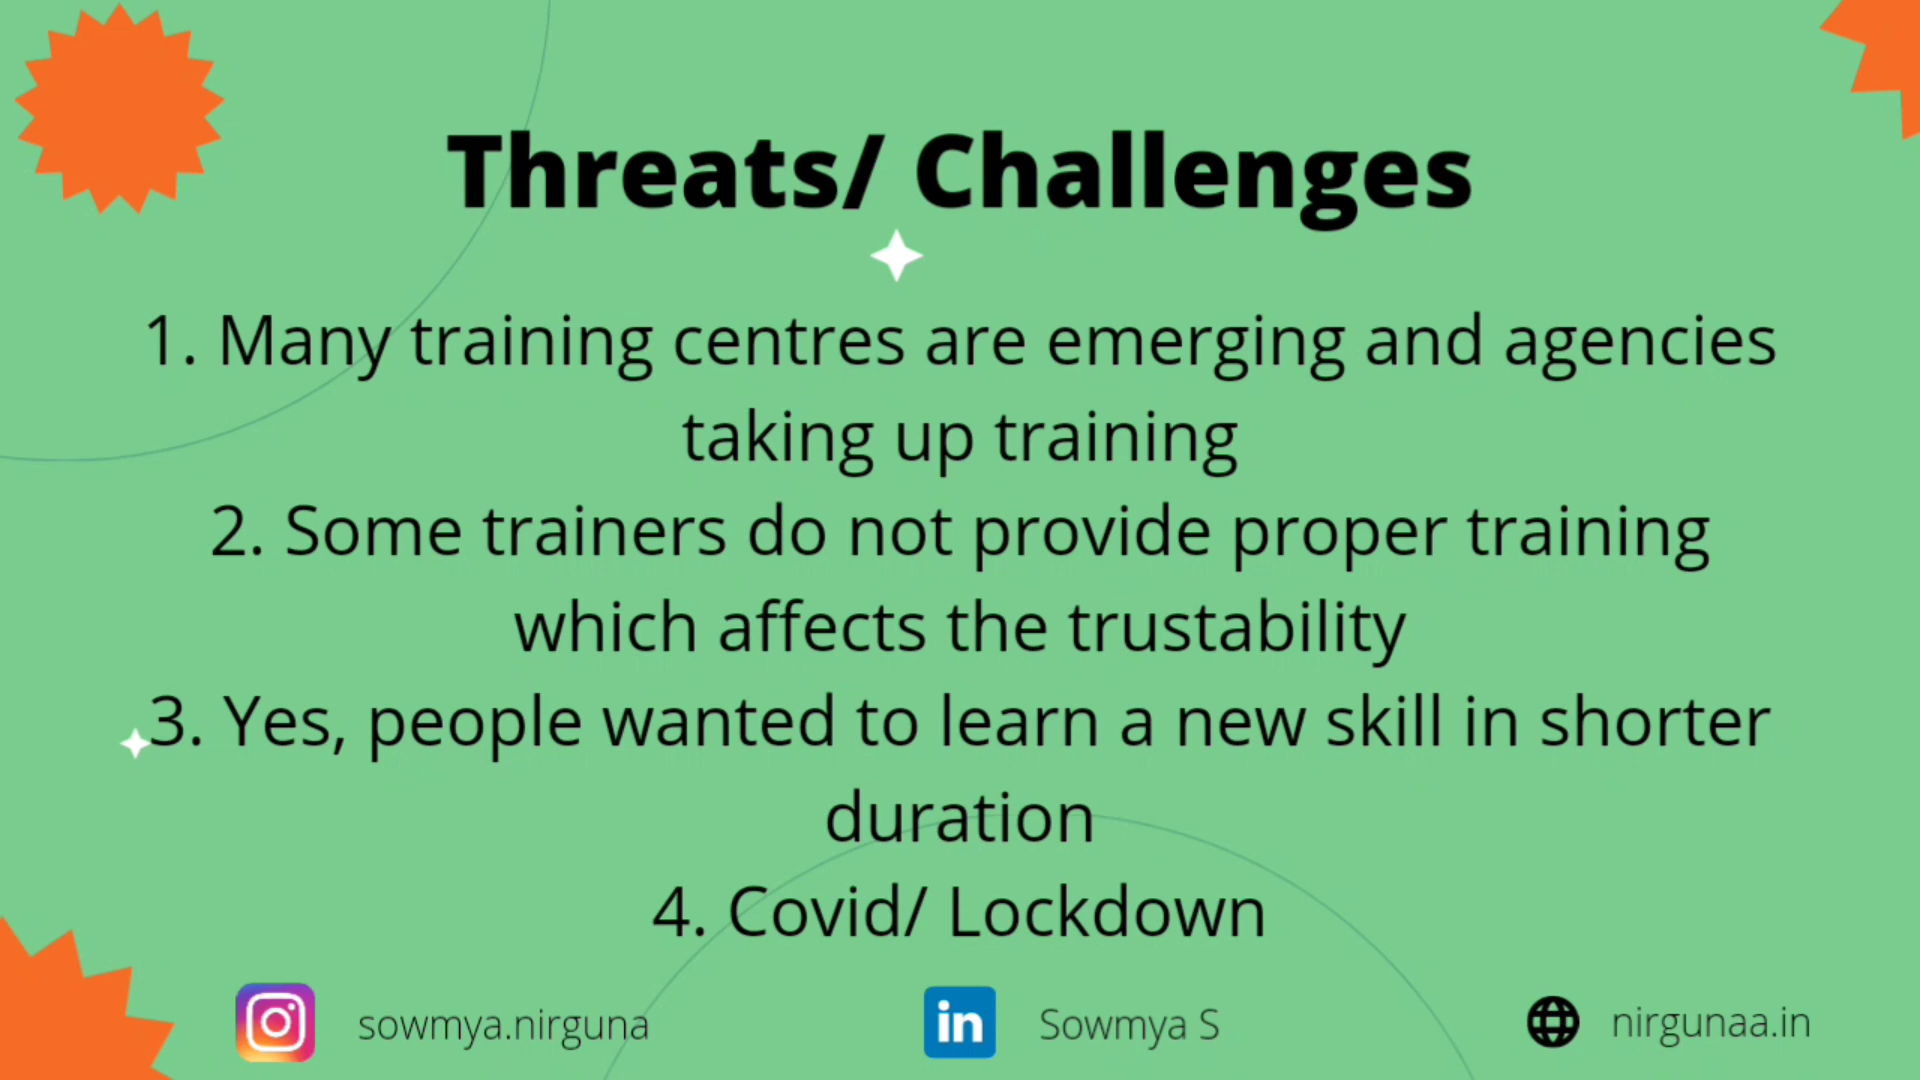 Threats/ Challenges
1. Many training centres are emerging and agencies
taking up training
2. Some trainers do not provide proper training
which affects the trustability
3. Yes, people wanted to learn a new skill in shorter
duration
4. Covid/ Lockdown
sowmya.nirguna
in
Sowmya S
nirgunaa.in